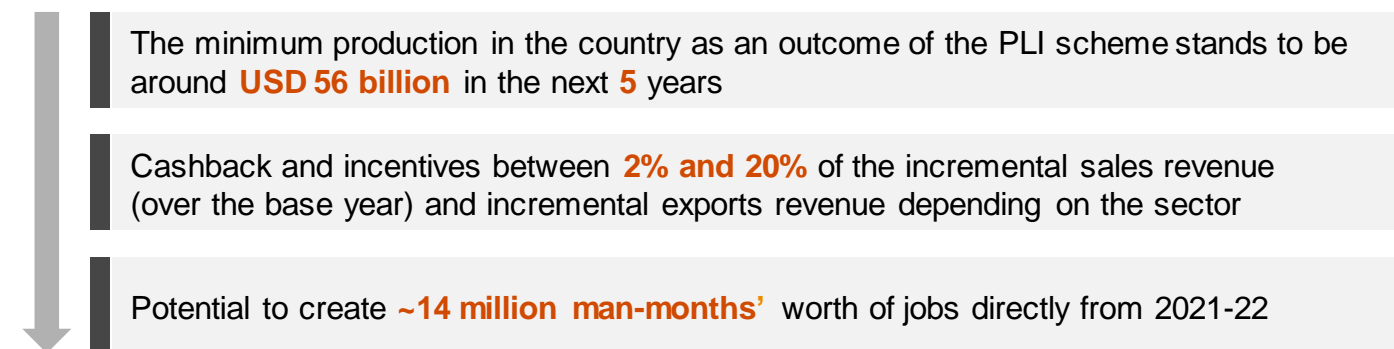 The minimum production in the country as an outcome of the PLI scheme stands to be
around USD 56 billion in the next 5 years
Cashback and incentives between 2% and 20% of the incremental sales revenue
(over the base year) and incremental exports revenue depending on the sector
Potential to create ~14 million man-months’ worth of jobs directly from 2021-22